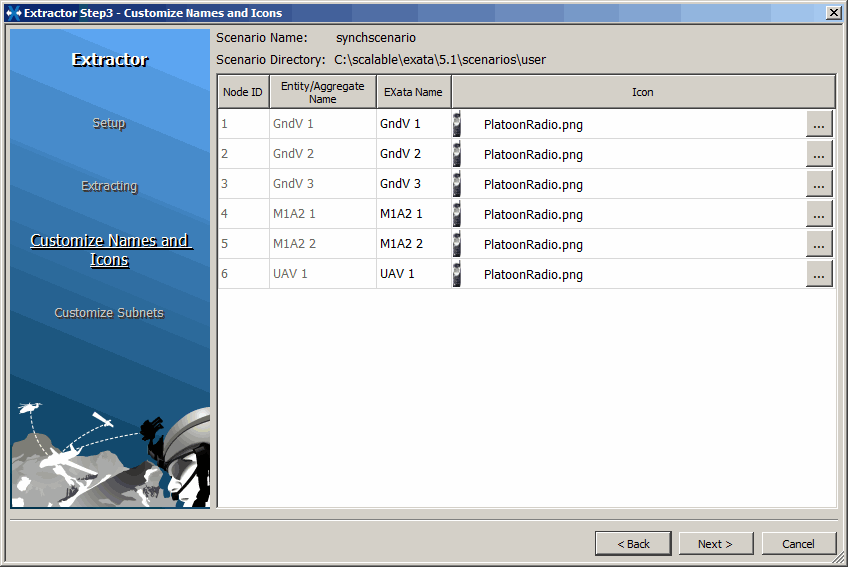 Extractor Step3 - Customize Names and Icons
Extractor
Setup
Extracting
Customize Names and
Icons
Customize Subnets
Scenario Name: synchscenario
Scenario Directory: C:\scalable\exata\5.1\scenarios\user
Node ID Entity/Aggregate Name EXata Name Icon
1 GndV 1 GndV 1 PlatoonRadio.png ...
2 GndV 2 GndV 2 PlatoonRadio.png ...
3 GndV 3 GndV 3 PlatoonRadio.png ...
4 M1A2 1 M1A2 1 PlatoonRadio.png ...
5 M1A2 2 M1A2 2 PlatoonRadio.png ...
6 UAV 1 UAV 1 PlatoonRadio.png ...
< Back Next > Cancel